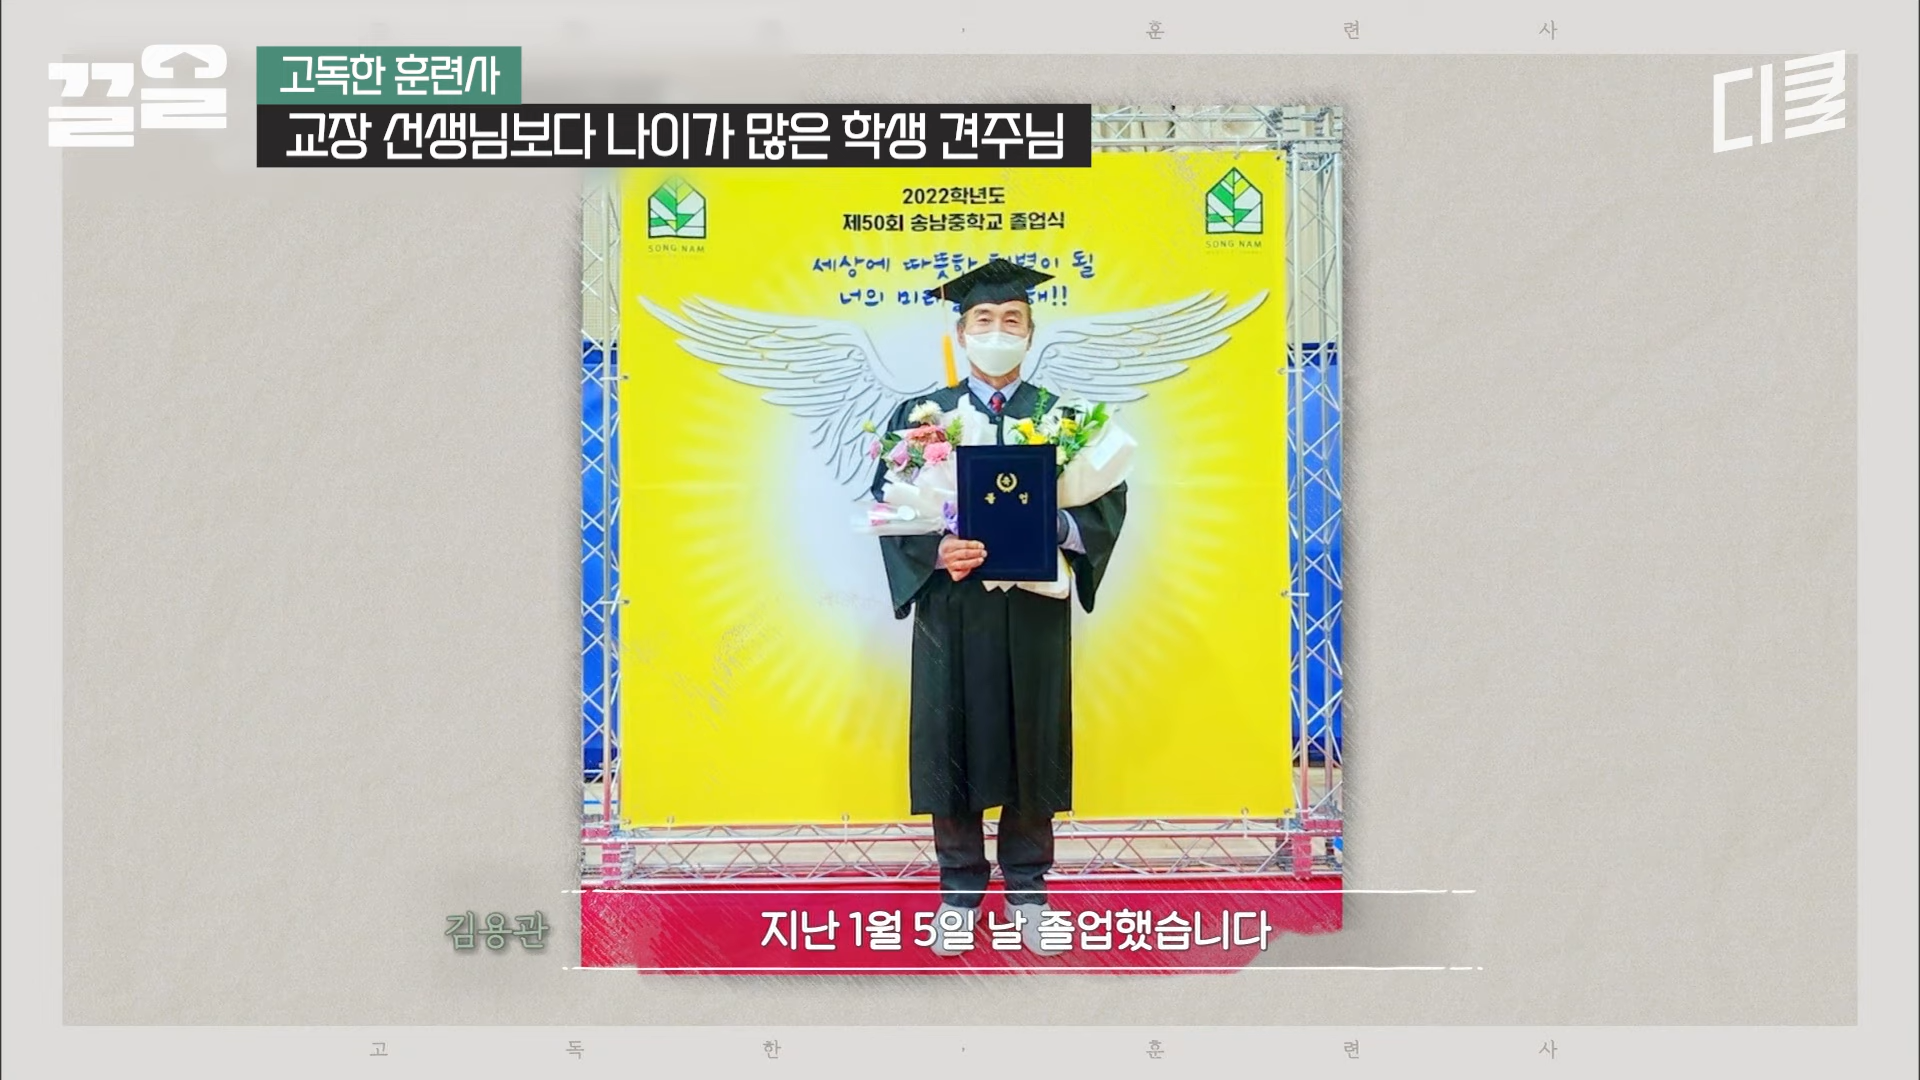 훈 련 사
끌올
고독한 훈련사
디글
교장 선생님보다 나이가 많은 학생 견주님
2022학년도
제50회 송남중학교 졸업식
SONG NAM
SONG NAM
세상에 따뜻한 이 될
너의 미래 해!!
졸 업
김용관
지난 1월 5일 날 졸업했습니다
고 독 한 , 훈 련 사